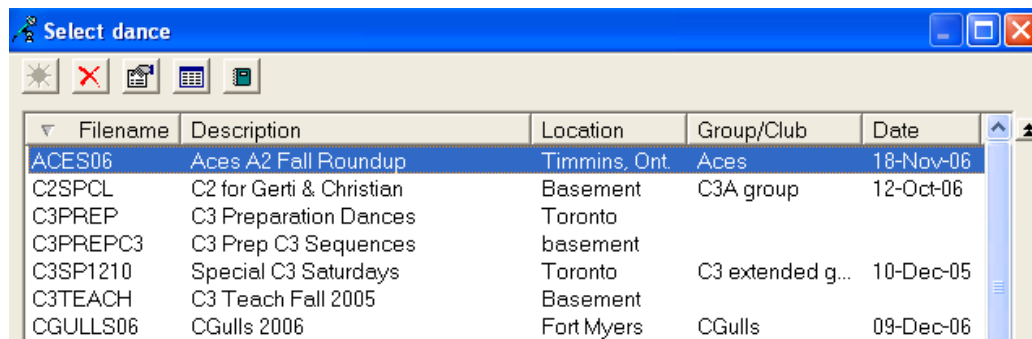 Select dance
Filename Description Location Group/Club Date
ACES06 Aces A2 Fall Roundup Timmins, Ont. Aces 18-Nov-06
C2SPCL C2 for Gerti & Christian Basement C3A group 12-Oct-06
C3PREP C3 Preparation Dances Toronto
C3PREPC3 C3 Prep C3 Sequences basement
C3SP1210 Special C3 Saturdays Toronto C3 extended g... 10-Dec-05
C3TEACH C3 Teach Fall 2005 Basement
CGULLS06 CGulls 2006 Fort Myers CGulls 09-Dec-06